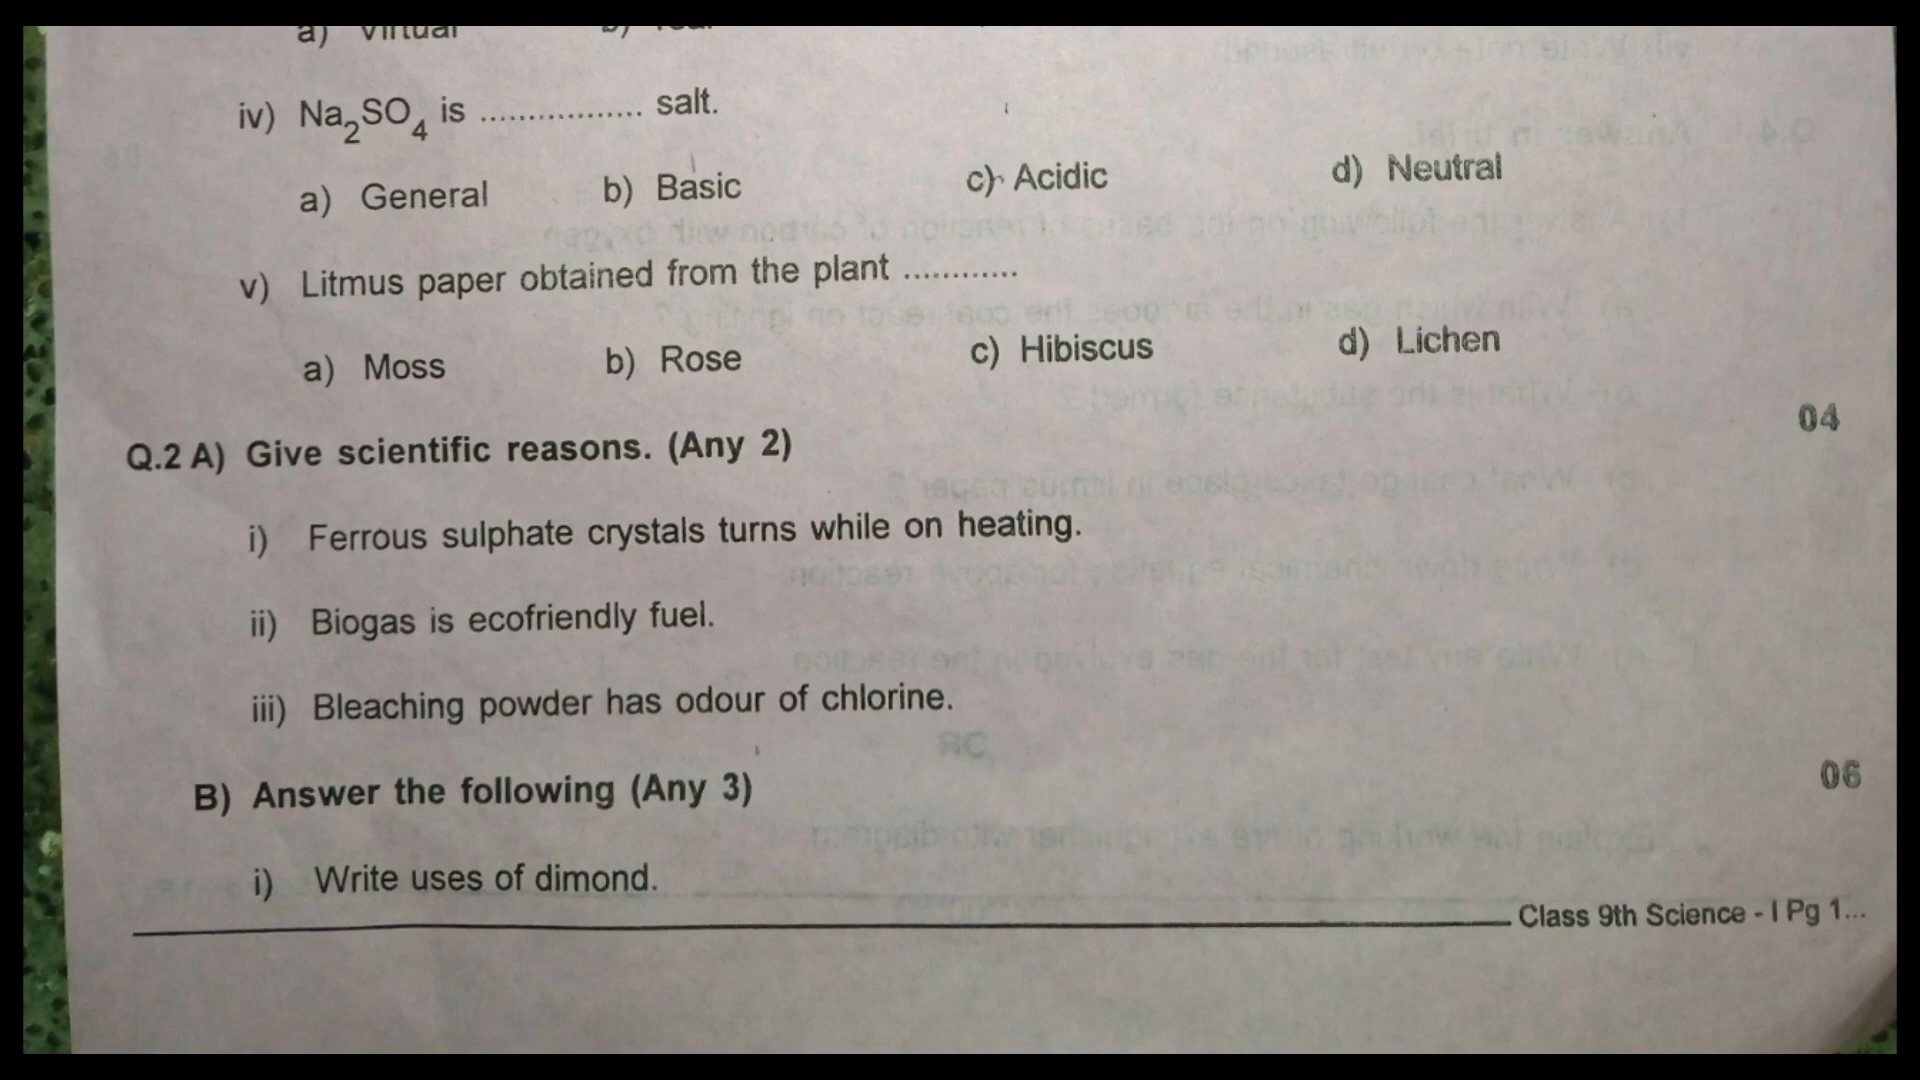 a) Virtual
iv) Na₂SO₄ is ................ salt.
a) General b) Basic c) Acidic d) Neutral
v) Litmus paper obtained from the plant ............
a) Moss b) Rose c) Hibiscus d) Lichen
Q.2 A) Give scientific reasons. (Any 2) 04
i) Ferrous sulphate crystals turns while on heating.
ii) Biogas is ecofriendly fuel.
iii) Bleaching powder has odour of chlorine.
B) Answer the following (Any 3) 06
i) Write uses of dimond.
Class 9th Science - I Pg 1...